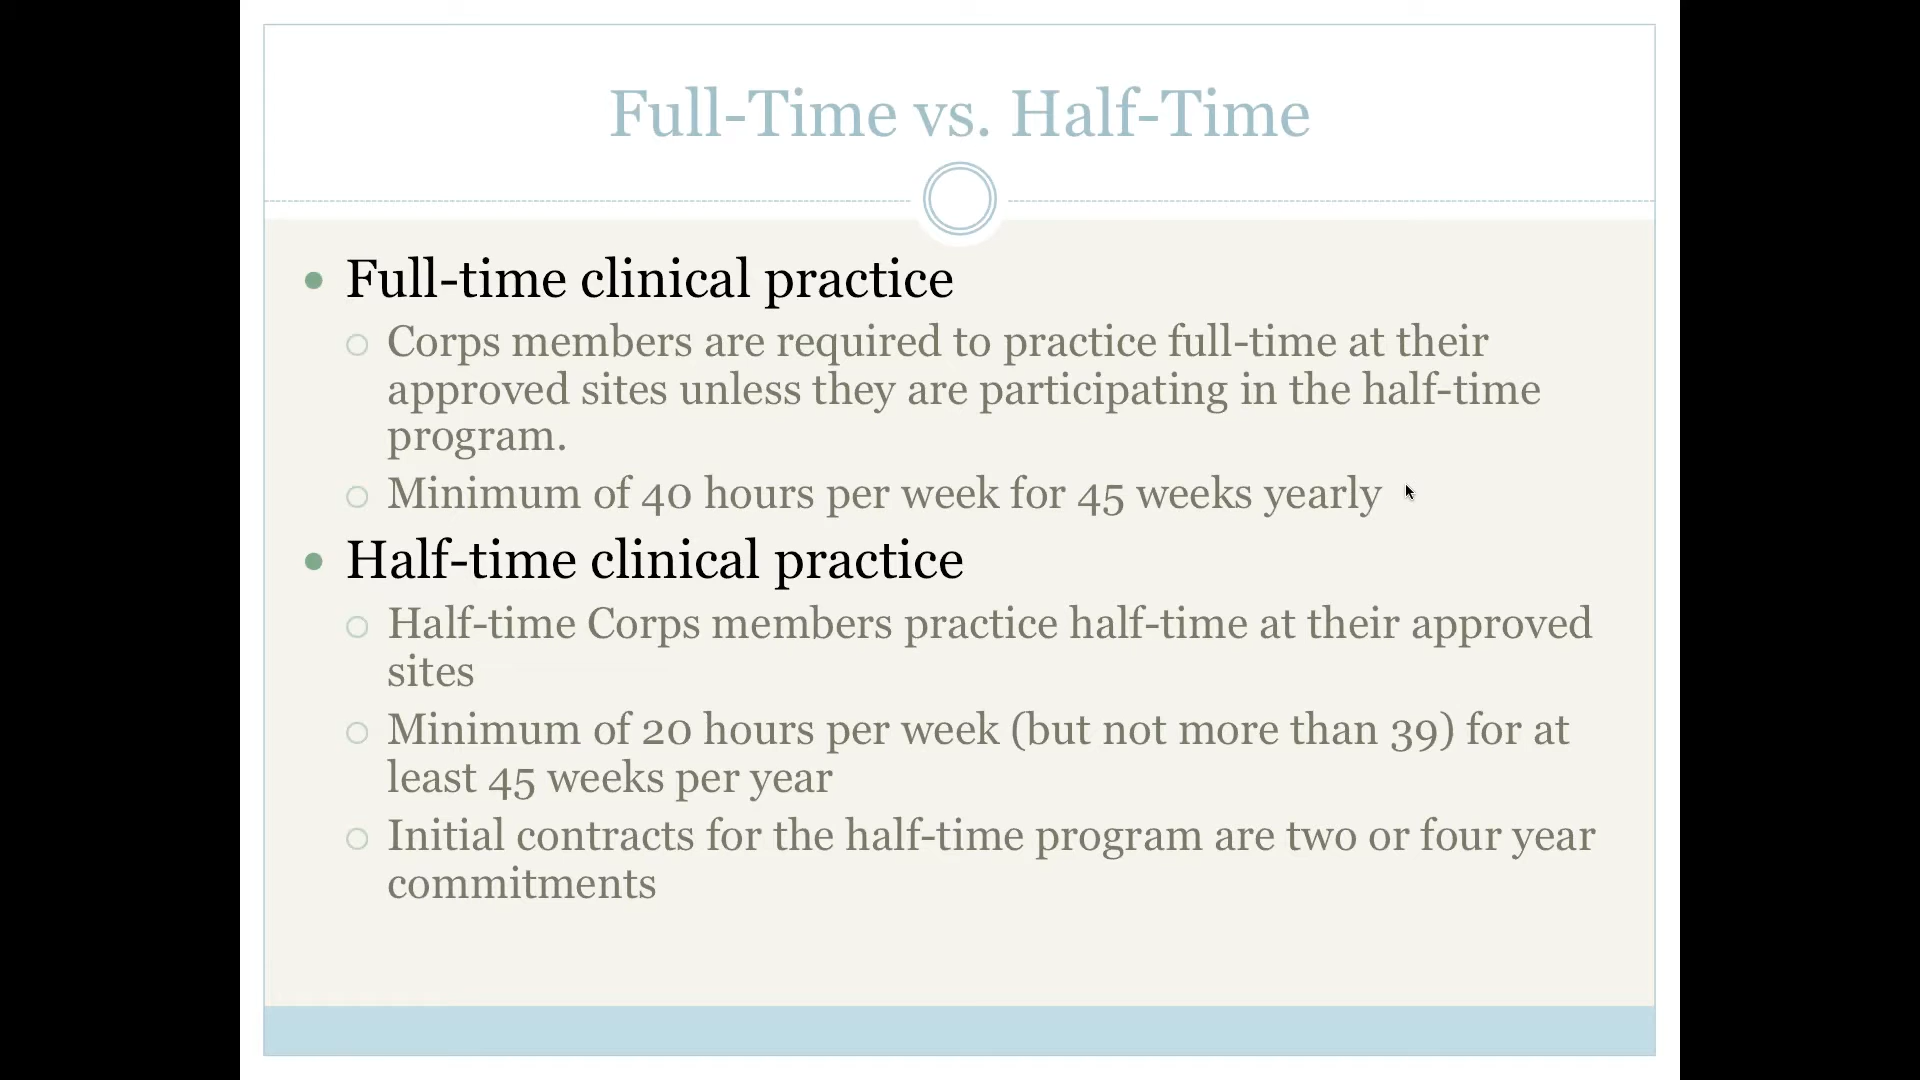 Full-Time vs. Half-Time
Full-time clinical practice
Corps members are required to practice full-time at their
approved sites unless they are participating in the half-time
program.
Minimum of 40 hours per week for 45 weeks yearly
Half-time clinical practice
Half-time Corps members practice half-time at their approved
sites
Minimum of 20 hours per week (but not more than 39) for at
least 45 weeks per year
Initial contracts for the half-time program are two or four year
commitments